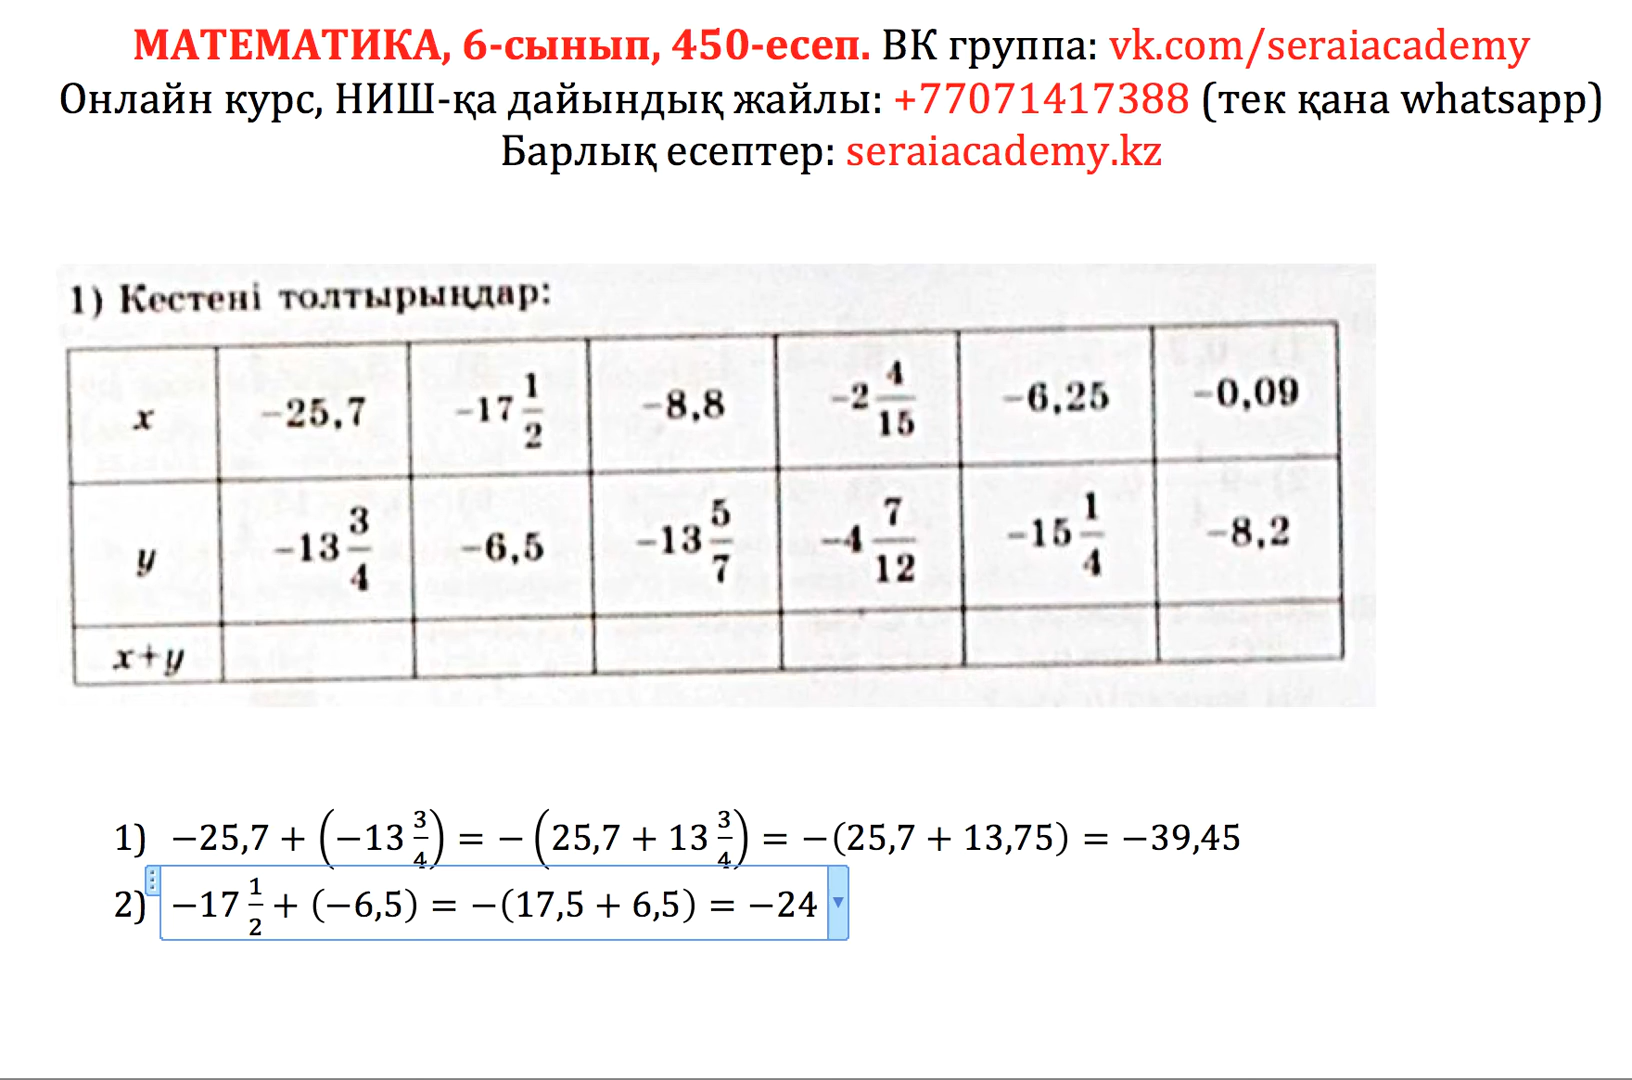 МАТЕМАТИКА, 6-сынып, 450-есеп. ВК группа: vk.com/seraiacademy
Онлайн курс, НИШ-қа дайындық жайлы: +77071417388 (тек қана whatsapp)
Барлық есептер: seraiacademy.kz
1) Кестені толтырыңдар:
x −25,7 −17 1/2 −8,8 −2 4/15 −6,25 −0,09
y −13 3/4 −6,5 −13 5/7 −4 7/12 −15 1/4 −8,2
x+y
1) −25,7 + (−13 3/4) = − (25,7 + 13 3/4) = −(25,7 + 13,75) = −39,45
2) −17 1/2 + (−6,5) = −(17,5 + 6,5) = −24